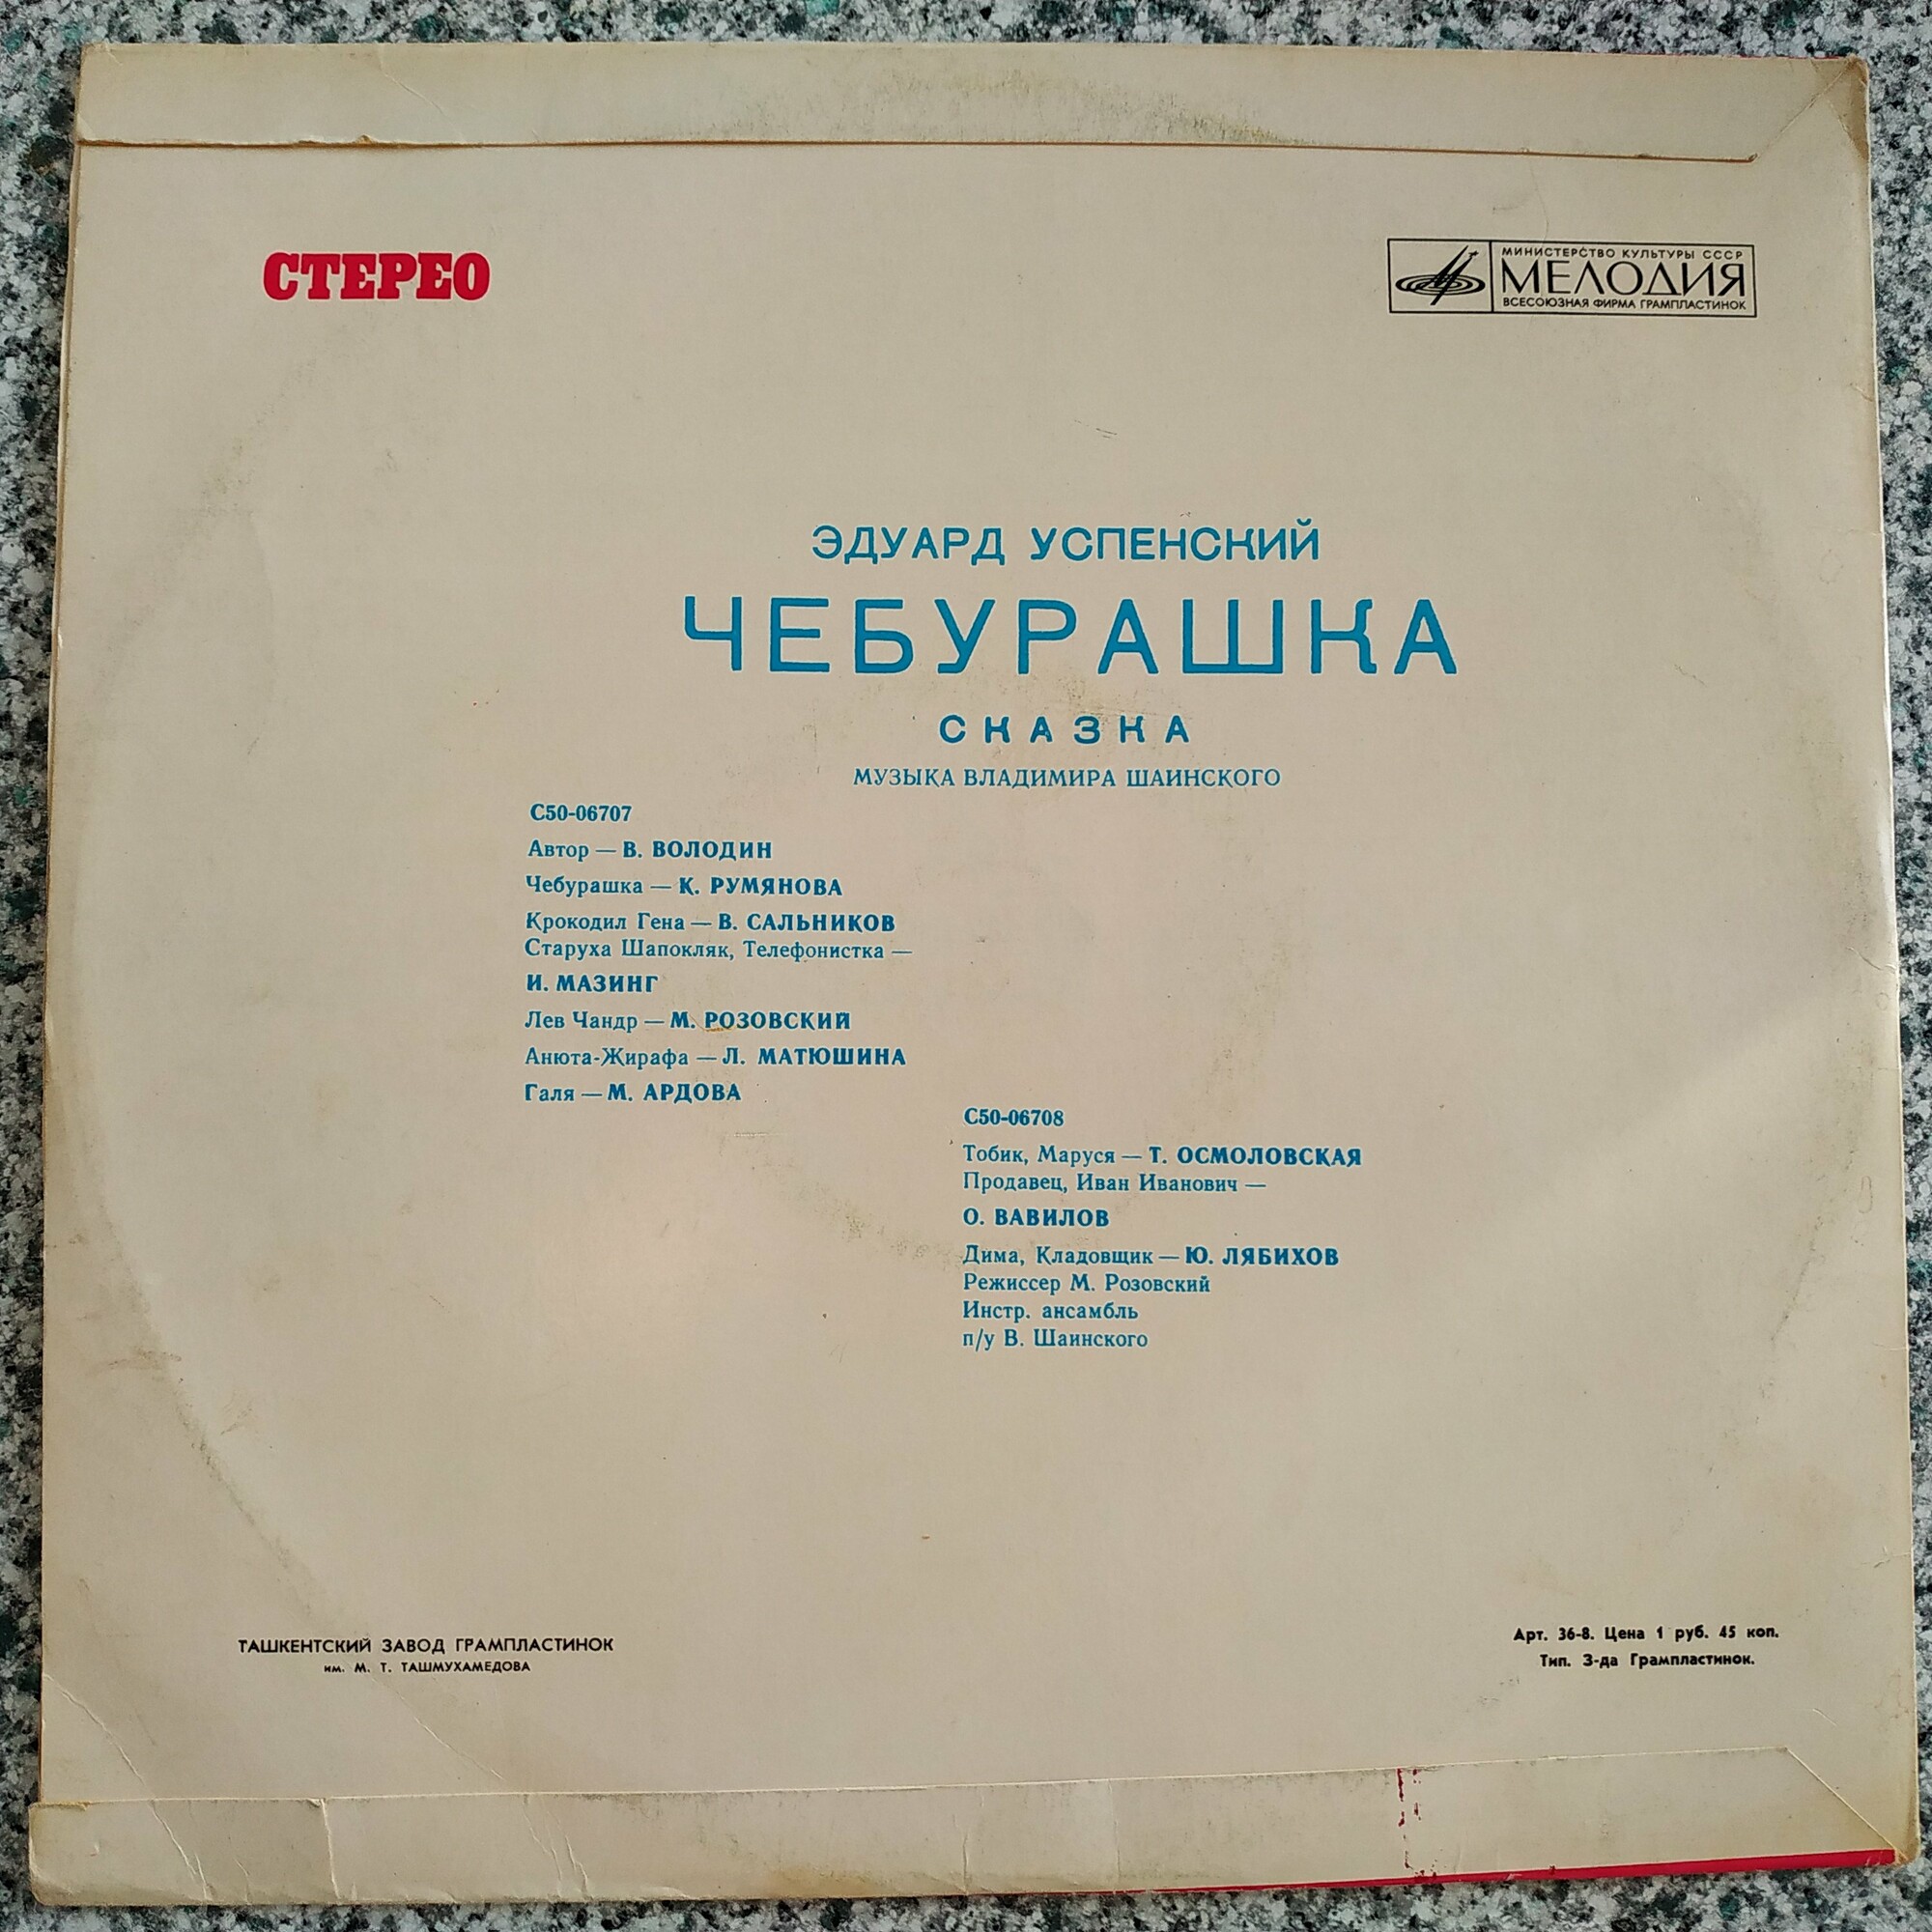 СТЕРЕО
МИНИСТЕРСТВО КУЛЬТУРЫ СССР
МЕЛОДИЯ
ВСЕСОЮЗНАЯ ФИРМА ГРАМПЛАСТИНОК
ЭДУАРД УСПЕНСКИЙ
ЧЕБУРАШКА
СКАЗКА
МУЗЫКА ВЛАДИМИРА ШАИНСКОГО
С50-06707
Автор — В. ВОЛОДИН
Чебурашка — К. РУМЯНОВА
Крокодил Гена — В. САЛЬНИКОВ
Старуха Шапокляк, Телефонистка —
И. МАЗИНГ
Лев Чандр — М. РОЗОВСКИЙ
Анюта-Жирафа — Л. МАТЮШИНА
Галя — М. АРДОВА
С50-06708
Тобик, Маруся — Т. ОСМОЛОВСКАЯ
Продавец, Иван Иванович —
О. ВАВИЛОВ
Дима, Кладовщик — Ю. ЛЯБИХОВ
Режиссер М. Розовский
Инстр. ансамбль
п/у В. Шаинского
ТАШКЕНТСКИЙ ЗАВОД ГРАМПЛАСТИНОК
им. М. Т. ТАШМУХАМЕДОВА
Арт. 36-8. Цена 1 руб. 45 коп.
Тип. З-да Грампластинок.